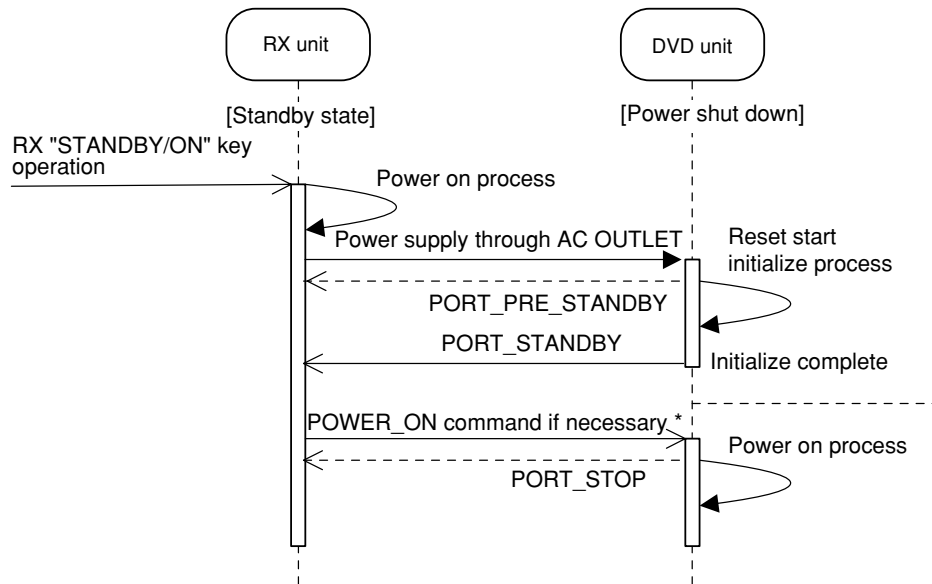 RX unit
DVD unit
[Standby state]
[Power shut down]
RX "STANDBY/ON" key
operation
Power on process
Power supply through AC OUTLET
Reset start
initialize process
PORT_PRE_STANDBY
PORT_STANDBY
Initialize complete
POWER_ON command if necessary *
Power on process
PORT_STOP